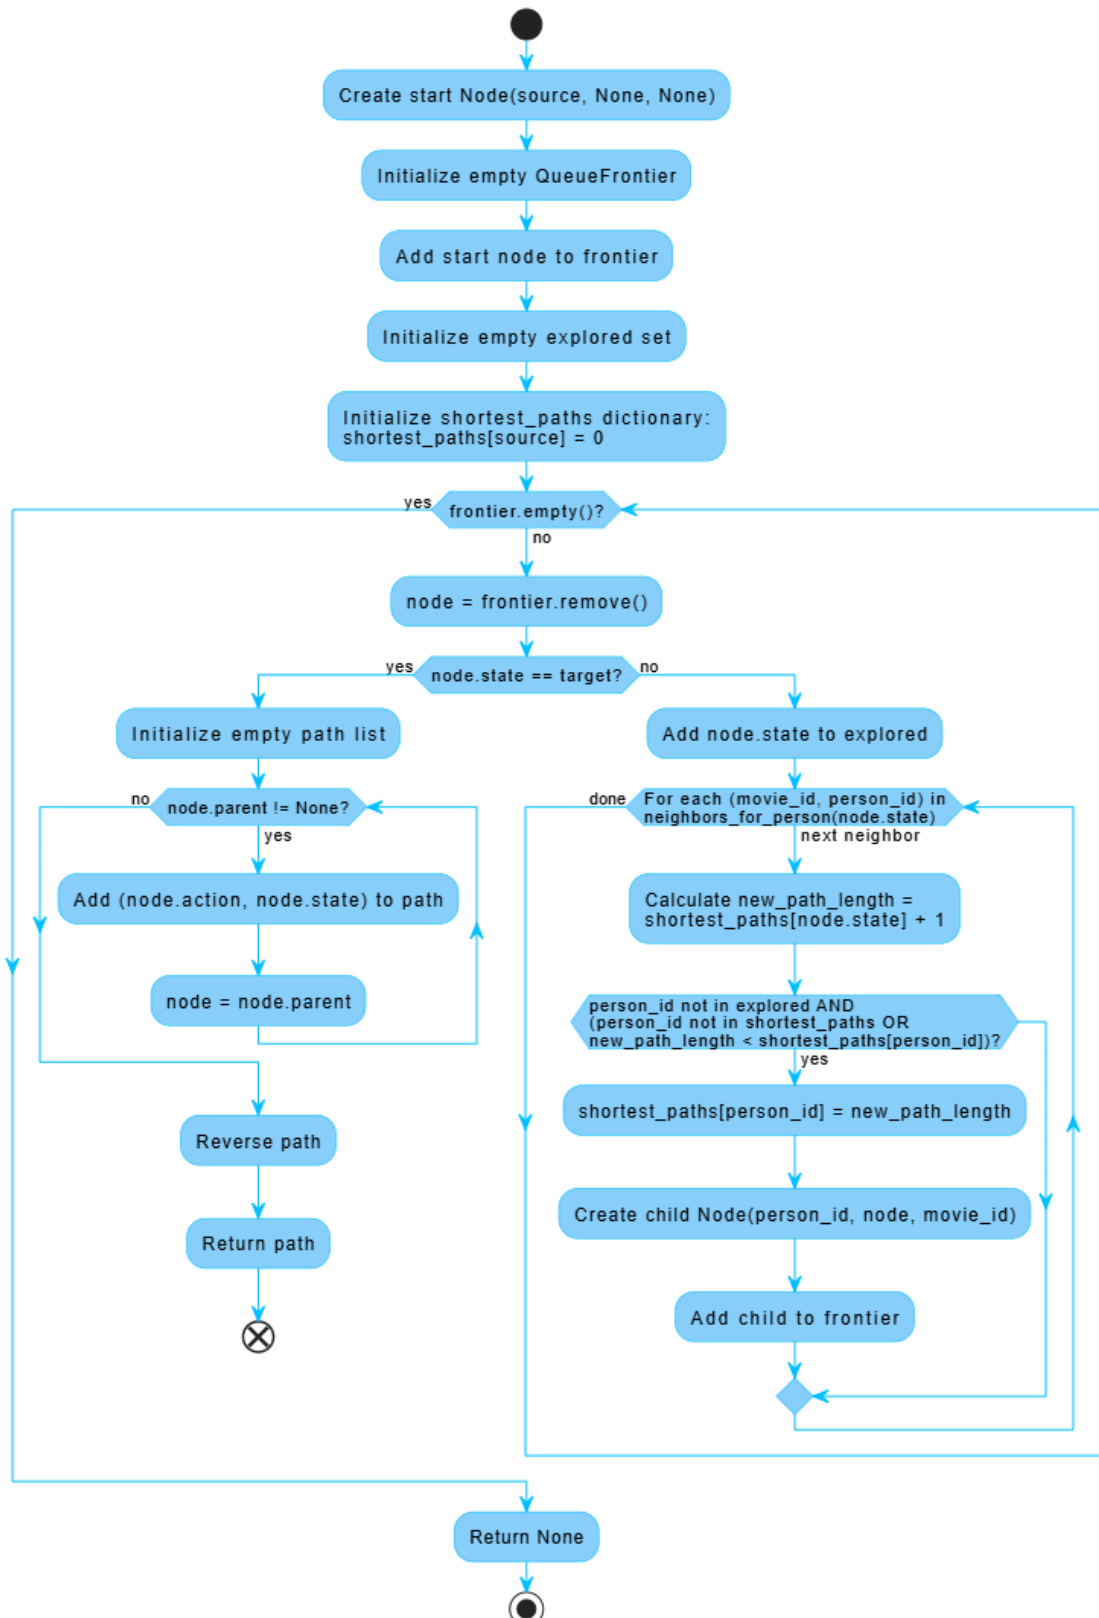 Create start Node(source, None, None)
Initialize empty QueueFrontier
Add start node to frontier
Initialize empty explored set
Initialize shortest_paths dictionary:
shortest_paths[source] = 0
yes
frontier.empty()?
no
node = frontier.remove()
yes
node.state == target?
no
Initialize empty path list
no
node.parent != None?
yes
Add (node.action, node.state) to path
node = node.parent
Reverse path
Return path
Add node.state to explored
done
For each (movie_id, person_id) in
neighbors_for_person(node.state)
next neighbor
Calculate new_path_length =
shortest_paths[node.state] + 1
person_id not in explored AND
(person_id not in shortest_paths OR
new_path_length < shortest_paths[person_id])?
yes
shortest_paths[person_id] = new_path_length
Create child Node(person_id, node, movie_id)
Add child to frontier
Return None